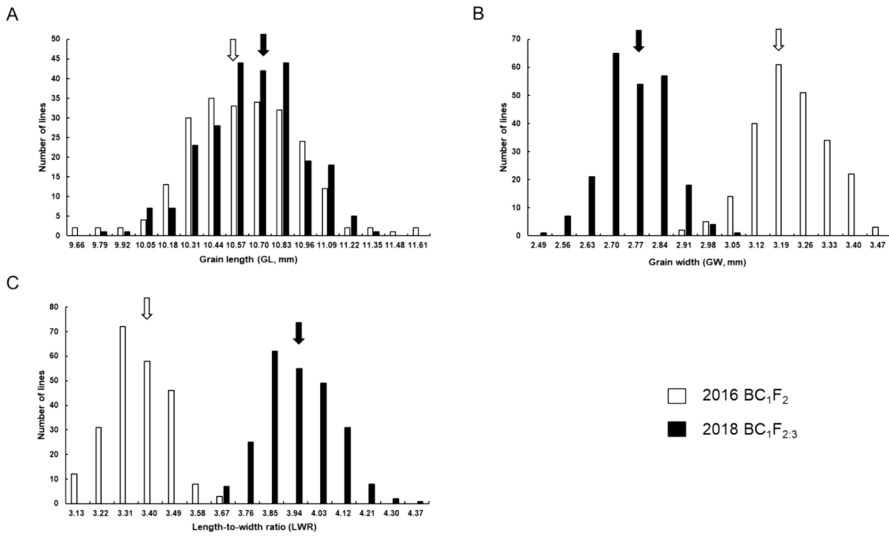 A
50
45
40
35
30
25
20
15
10
5
0
Number of lines
9.66 9.79 9.92 10.05 10.18 10.31 10.44 10.57 10.70 10.83 10.96 11.09 11.22 11.35 11.48 11.61
Grain length (GL, mm)
B
70
60
50
40
30
20
10
0
Number of lines
2.49 2.56 2.63 2.70 2.77 2.84 2.91 2.98 3.05 3.12 3.19 3.26 3.33 3.40 3.47
Grain width (GW, mm)
C
80
70
60
50
40
30
20
10
0
Number of lines
3.13 3.22 3.31 3.40 3.49 3.58 3.67 3.76 3.85 3.94 4.03 4.12 4.21 4.30 4.37
Length-to-width ratio (LWR)
2016 BC₁F₂
2018 BC₁F₂:₃